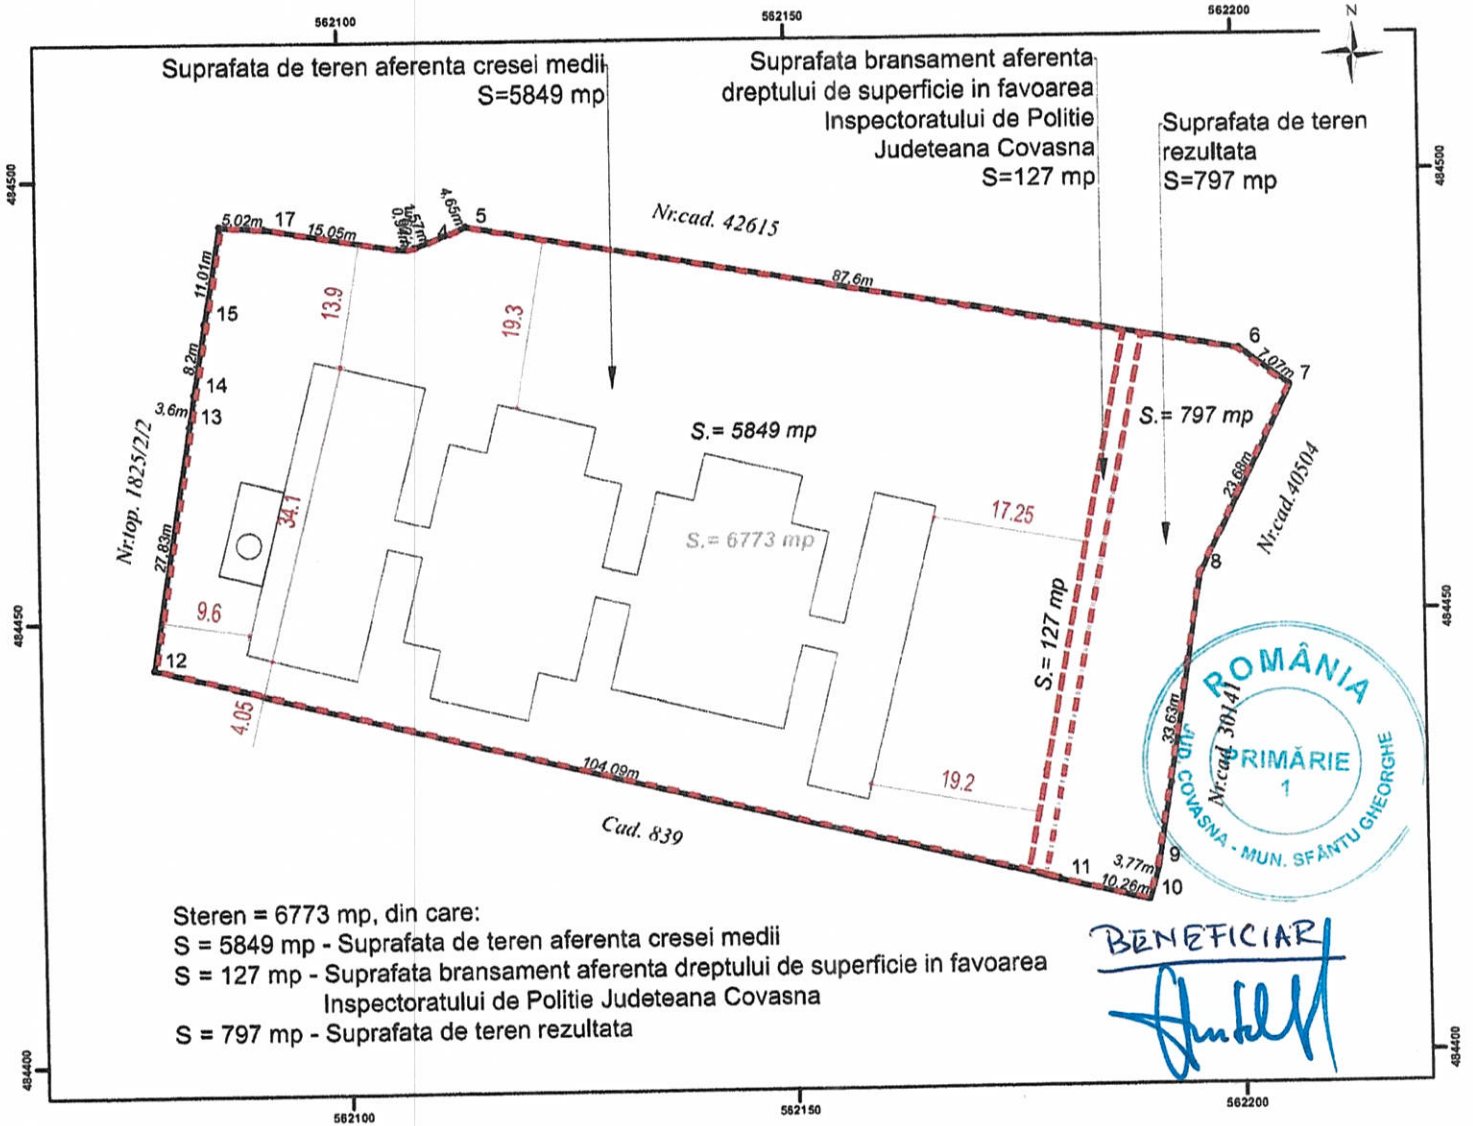 562100
562150
562200
N
Suprafata de teren aferenta cresei medii
S=5849 mp
Suprafata bransament aferenta
dreptului de superficie in favoarea
Inspectoratului de Politie
Judeteana Covasna
S=127 mp
Suprafata de teren
rezultata
S=797 mp
484500
484500
5,02m
17
15,05m
4
4,65m
5
Nr.cad. 42615
87,6m
6
7,07m
7
11,01m
15
8,2m
14
3,6m
13
13.9
19.3
S.= 5849 mp
S.= 797 mp
Nr.top. 1825/2/2
27,83m
34.1
S.= 6773 mp
17.25
23,68m
Nr.cad.40504
8
9.6
12
4.05
S.= 127 mp
484450
484450
104,09m
Cad. 839
19.2
33,63m
Nr.cad. 30141
ROMÂNIA
PRIMĂRIE
1
JUD. COVASNA - MUN. SFÂNTU GHEORGHE
11
3,77m
9
10,26m
10
Steren = 6773 mp, din care:
S = 5849 mp - Suprafata de teren aferenta cresei medii
S = 127 mp - Suprafata bransament aferenta dreptului de superficie in favoarea
Inspectoratului de Politie Judeteana Covasna
S = 797 mp - Suprafata de teren rezultata
BENEFICIAR
484400
484400
562100
562150
562200